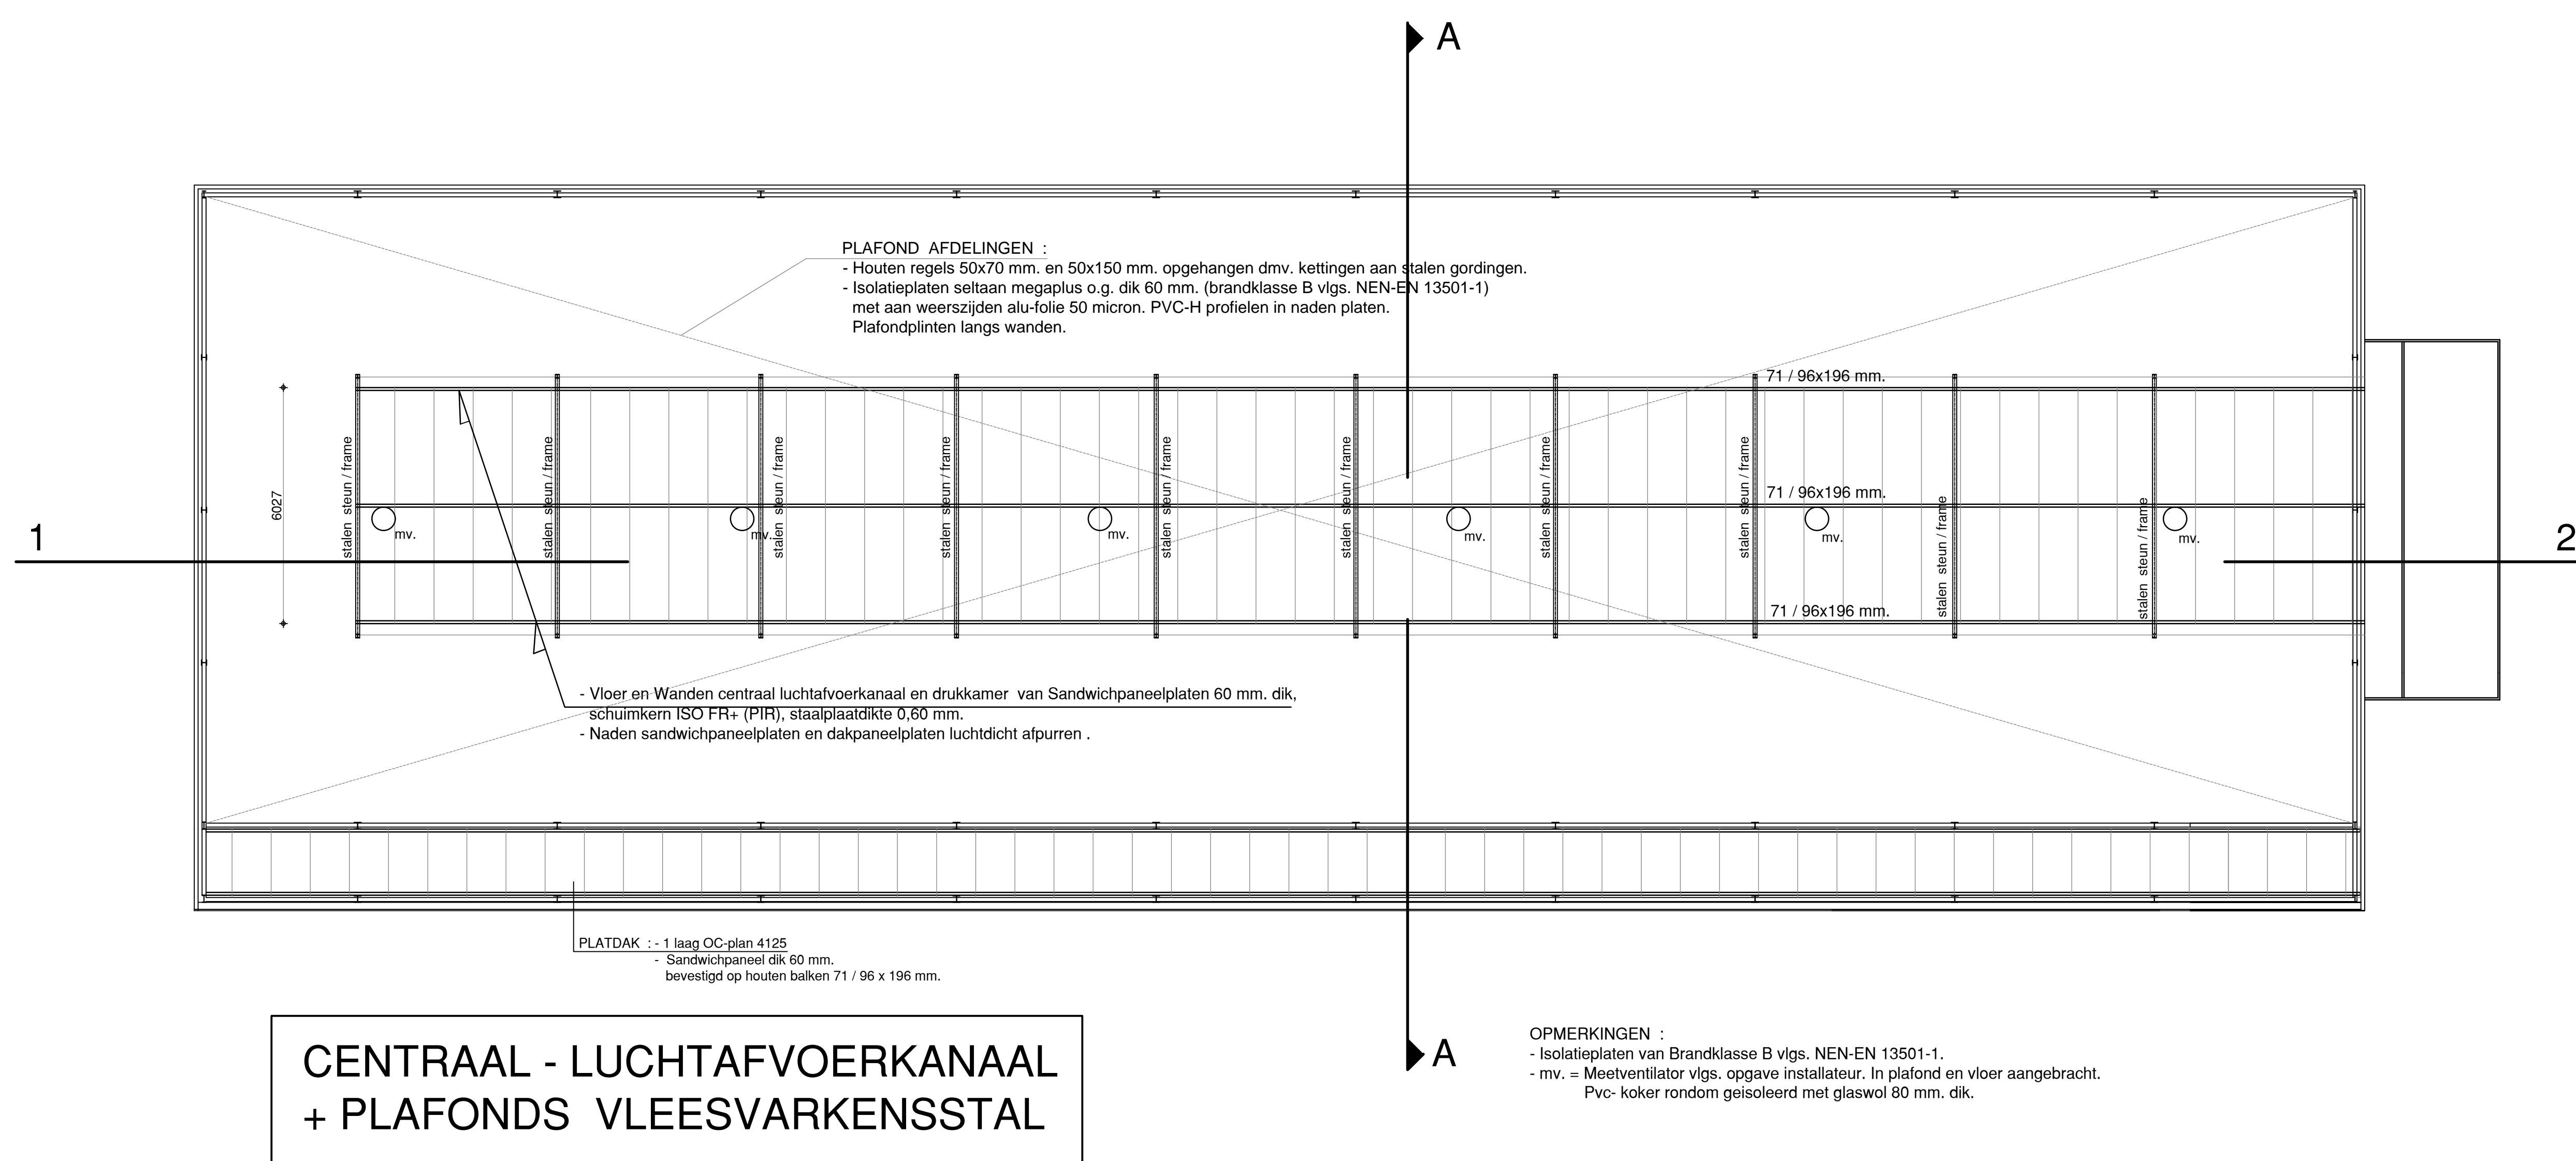 A
PLAFOND AFDELINGEN :
- Houten regels 50x70 mm. en 50x150 mm. opgehangen dmv. kettingen aan stalen gordingen.
- Isolatieplaten seltaan megaplus o.g. dik 60 mm. (brandklasse B vlgs. NEN-EN 13501-1)
met aan weerszijden alu-folie 50 micron. PVC-H profielen in naden platen.
Plafondplinten langs wanden.
71 / 96x196 mm.
71 / 96x196 mm.
71 / 96x196 mm.
6027
stalen steun / frame
stalen steun / frame
stalen steun / frame
stalen steun / frame
stalen steun / frame
stalen steun / frame
stalen steun / frame
stalen steun / frame
stalen steun / frame
stalen steun / frame
mv.
mv.
mv.
mv.
mv.
mv.
1
2
- Vloer en Wanden centraal luchtafvoerkanaal en drukkamer van Sandwichpaneelplaten 60 mm. dik,
schuimkern ISO FR+ (PIR), staalplaatdikte 0,60 mm.
- Naden sandwichpaneelplaten en dakpaneelplaten luchtdicht afpurren .
PLATDAK : - 1 laag OC-plan 4125
- Sandwichpaneel dik 60 mm.
bevestigd op houten balken 71 / 96 x 196 mm.
A
CENTRAAL - LUCHTAFVOERKANAAL
+ PLAFONDS VLEESVARKENSSTAL
OPMERKINGEN :
- Isolatieplaten van Brandklasse B vlgs. NEN-EN 13501-1.
- mv. = Meetventilator vlgs. opgave installateur. In plafond en vloer aangebracht.
Pvc- koker rondom geisoleerd met glaswol 80 mm. dik.